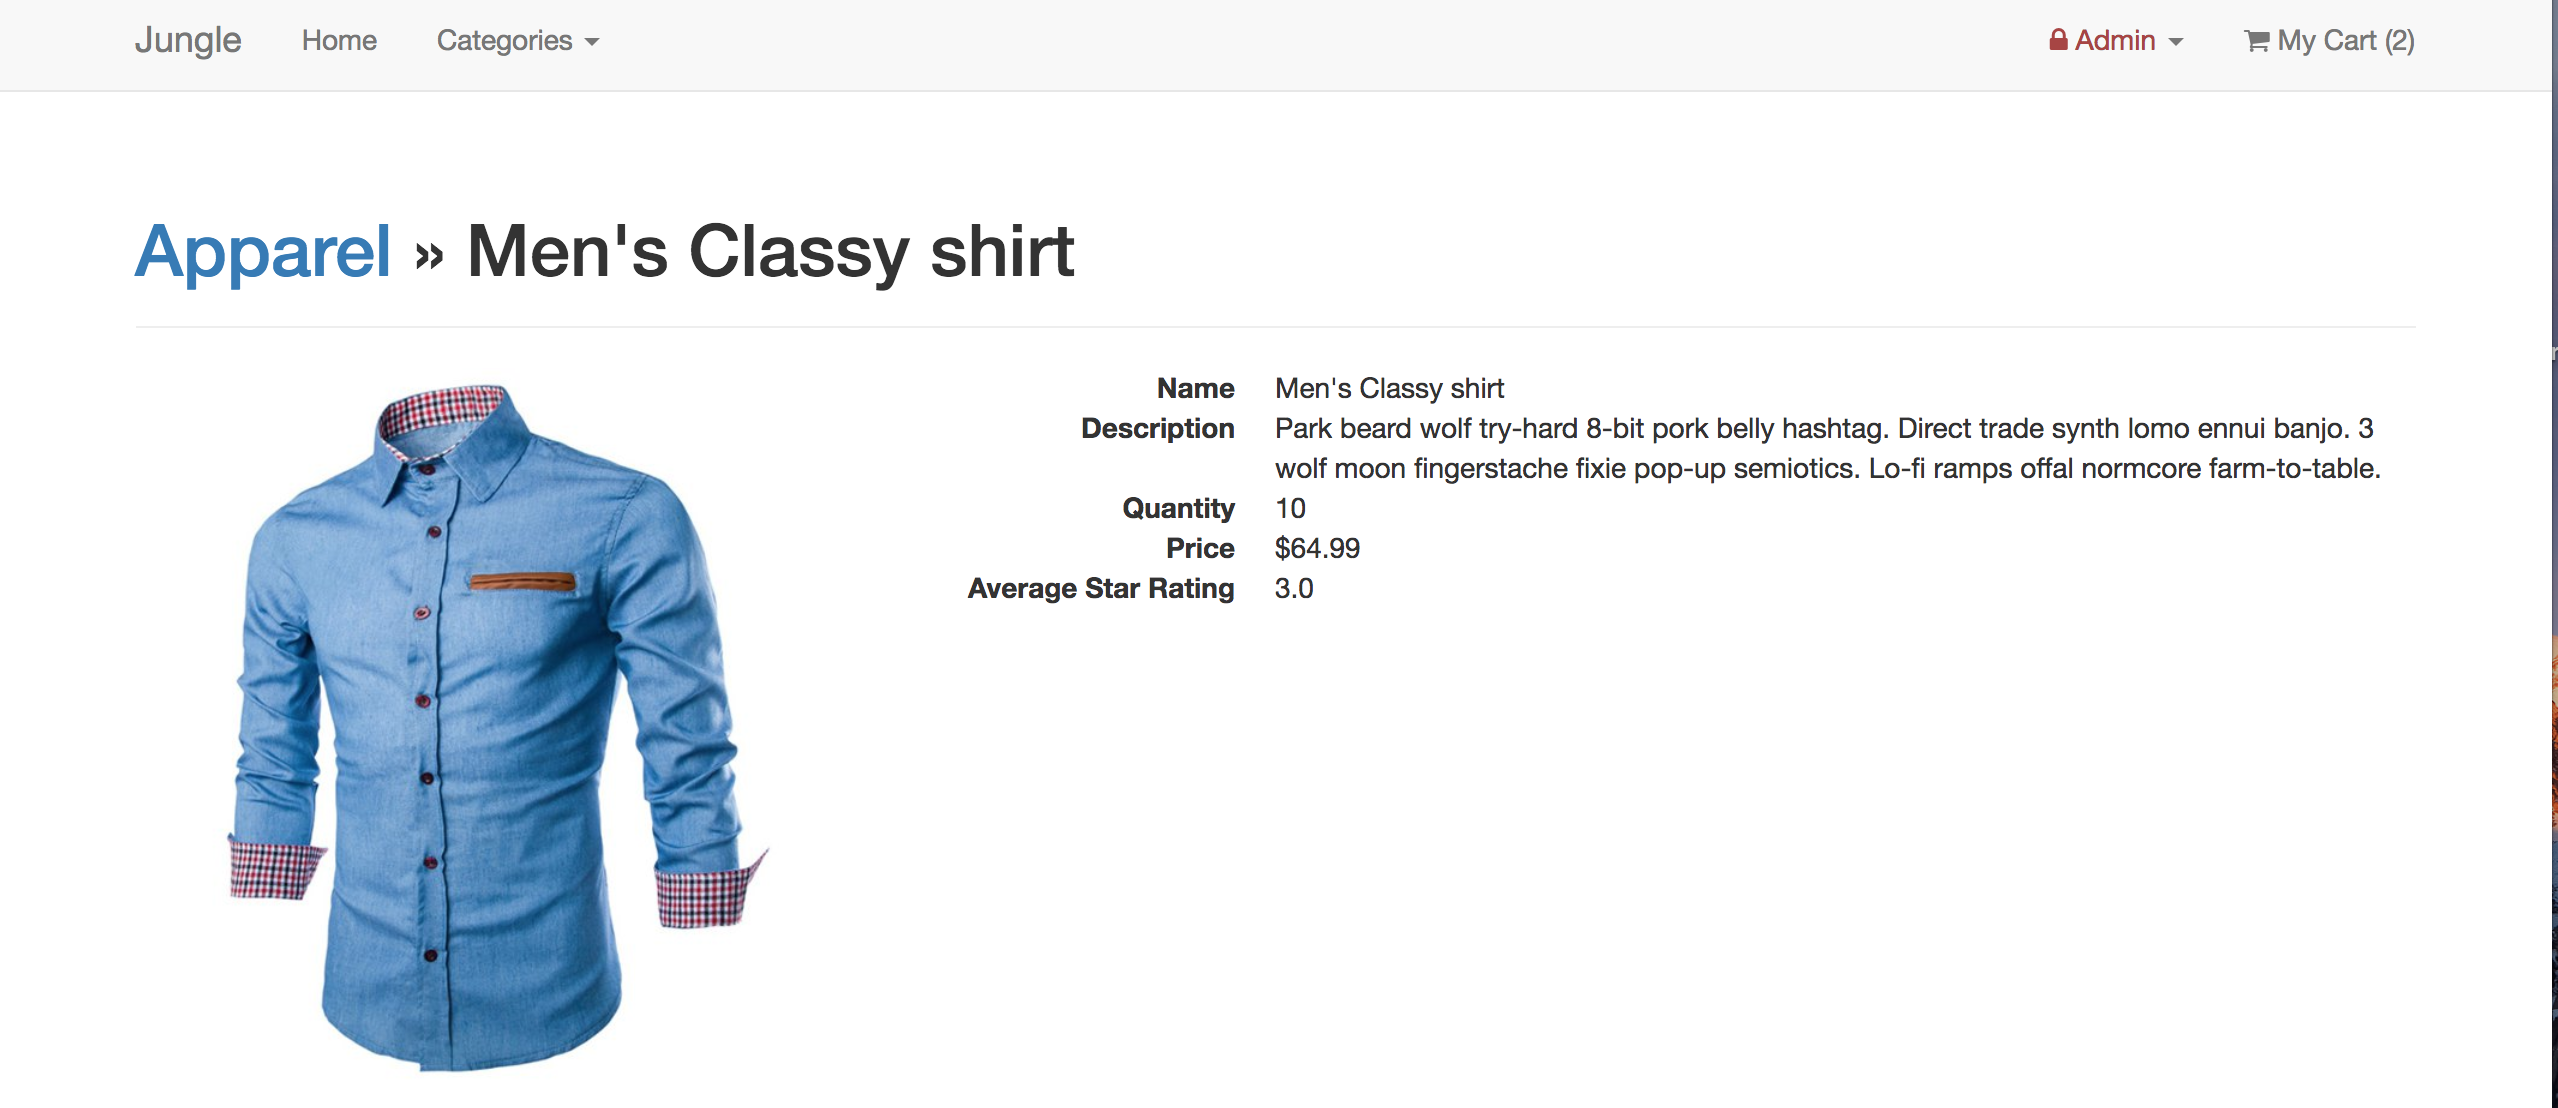 Jungle Home Categories Admin My Cart (2)
Apparel » Men's Classy shirt
Name Men's Classy shirt
Description Park beard wolf try-hard 8-bit pork belly hashtag. Direct trade synth lomo ennui banjo. 3
wolf moon fingerstache fixie pop-up semiotics. Lo-fi ramps offal normcore farm-to-table.
Quantity 10
Price $64.99
Average Star Rating 3.0